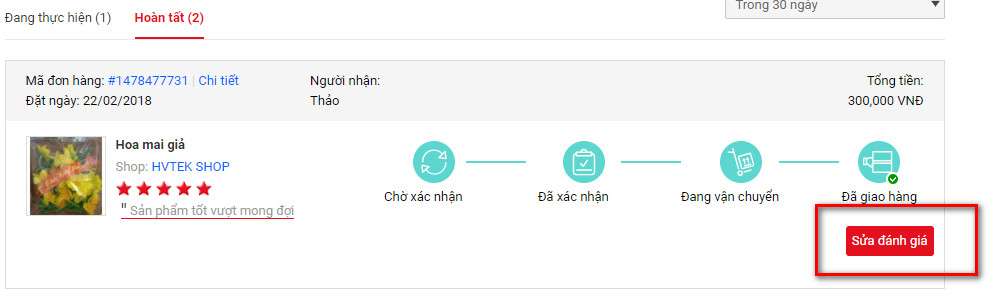 Đang thực hiện (1)
Hoàn tất (2)
Trong 30 ngày
Mã đơn hàng: #1478477731 | Chi tiết
Người nhận:
Tổng tiền:
Đặt ngày: 22/02/2018
Thảo
300,000 VNĐ
Hoa mai giả
Shop: HVTEK SHOP
" Sản phẩm tốt vượt mong đợi
Chờ xác nhận
Đã xác nhận
Đang vận chuyển
Đã giao hàng
Sửa đánh giá